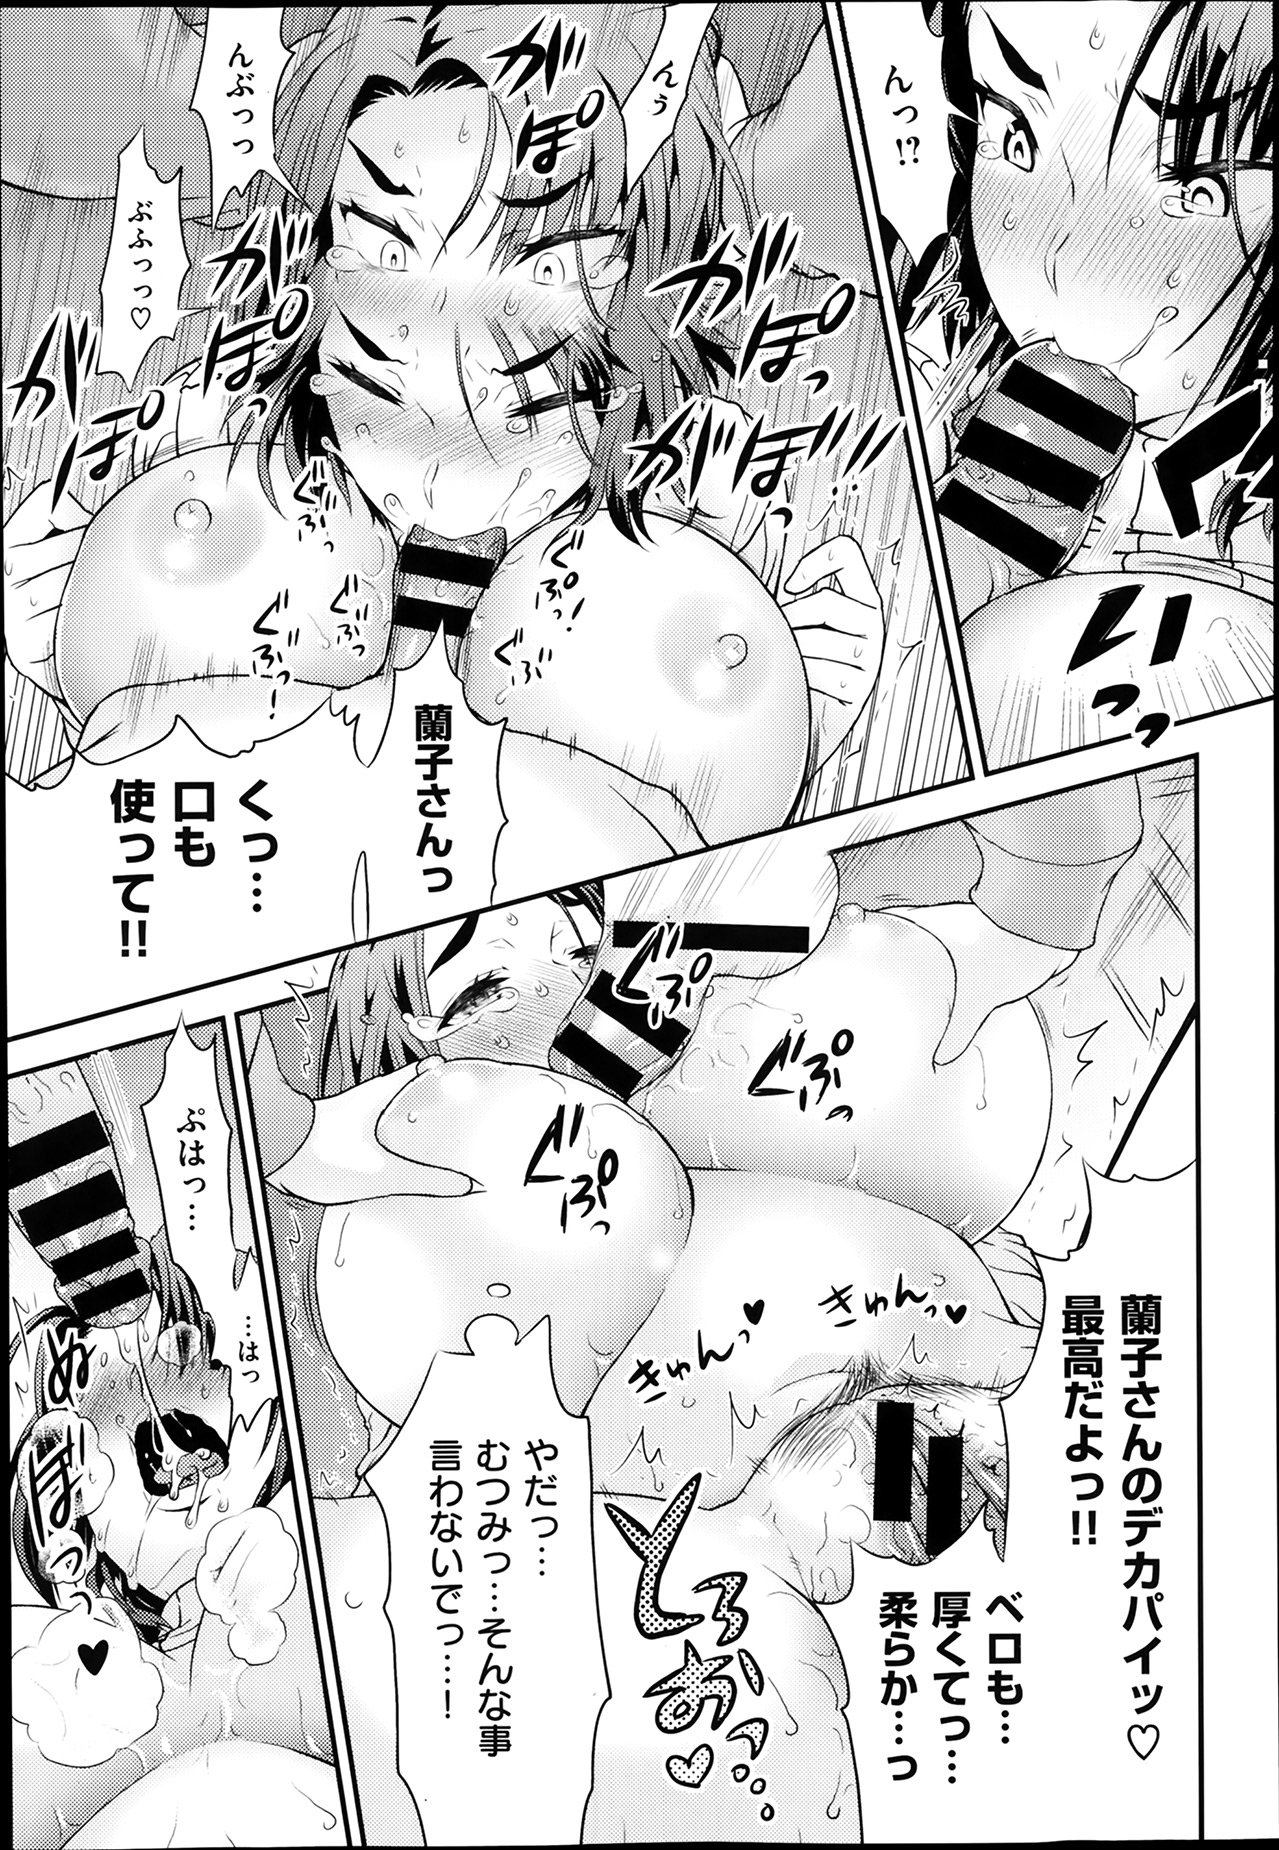 んっ!?
ぐ
りっっ
んぅ
んぶっっ
ぶふっっ♡
がぽっ
がぽっ
がぽっ
がぽっ
がぼっ!!
ぐぷっ
ぐぷっ!
ぐぶ
ぐぶっ
ぐぶっ!
蘭子さんっ
くっ…
口も
使って!!
ぐぷっ
ぐぷっ
ぐぷっ
蘭子さんのデカパイッ♡
最高だよっ!!
ベロも…
厚くてっ…
柔らか…っ
きゅんっ♥
きゅんっ♥
やだっ…
むつみっ…そんな事
言わないでっ…!
ぷはっ…
…はっ
ぬぽっっ